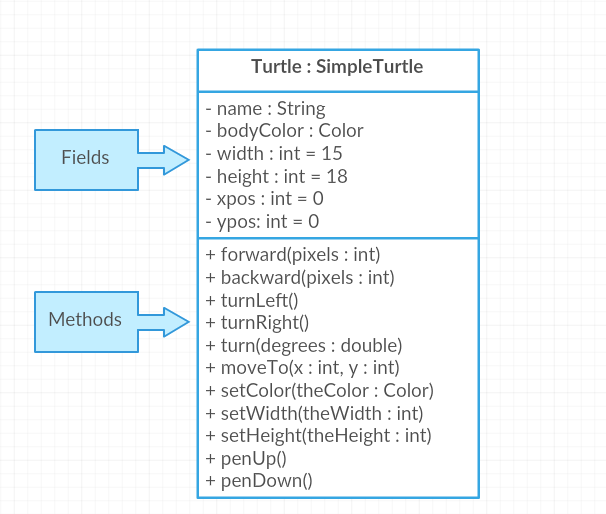 Turtle : SimpleTurtle
Fields
- name : String
- bodyColor : Color
- width : int = 15
- height : int = 18
- xpos : int = 0
- ypos: int = 0
Methods
+ forward(pixels : int)
+ backward(pixels : int)
+ turnLeft()
+ turnRight()
+ turn(degrees : double)
+ moveTo(x : int, y : int)
+ setColor(theColor : Color)
+ setWidth(theWidth : int)
+ setHeight(theHeight : int)
+ penUp()
+ penDown()